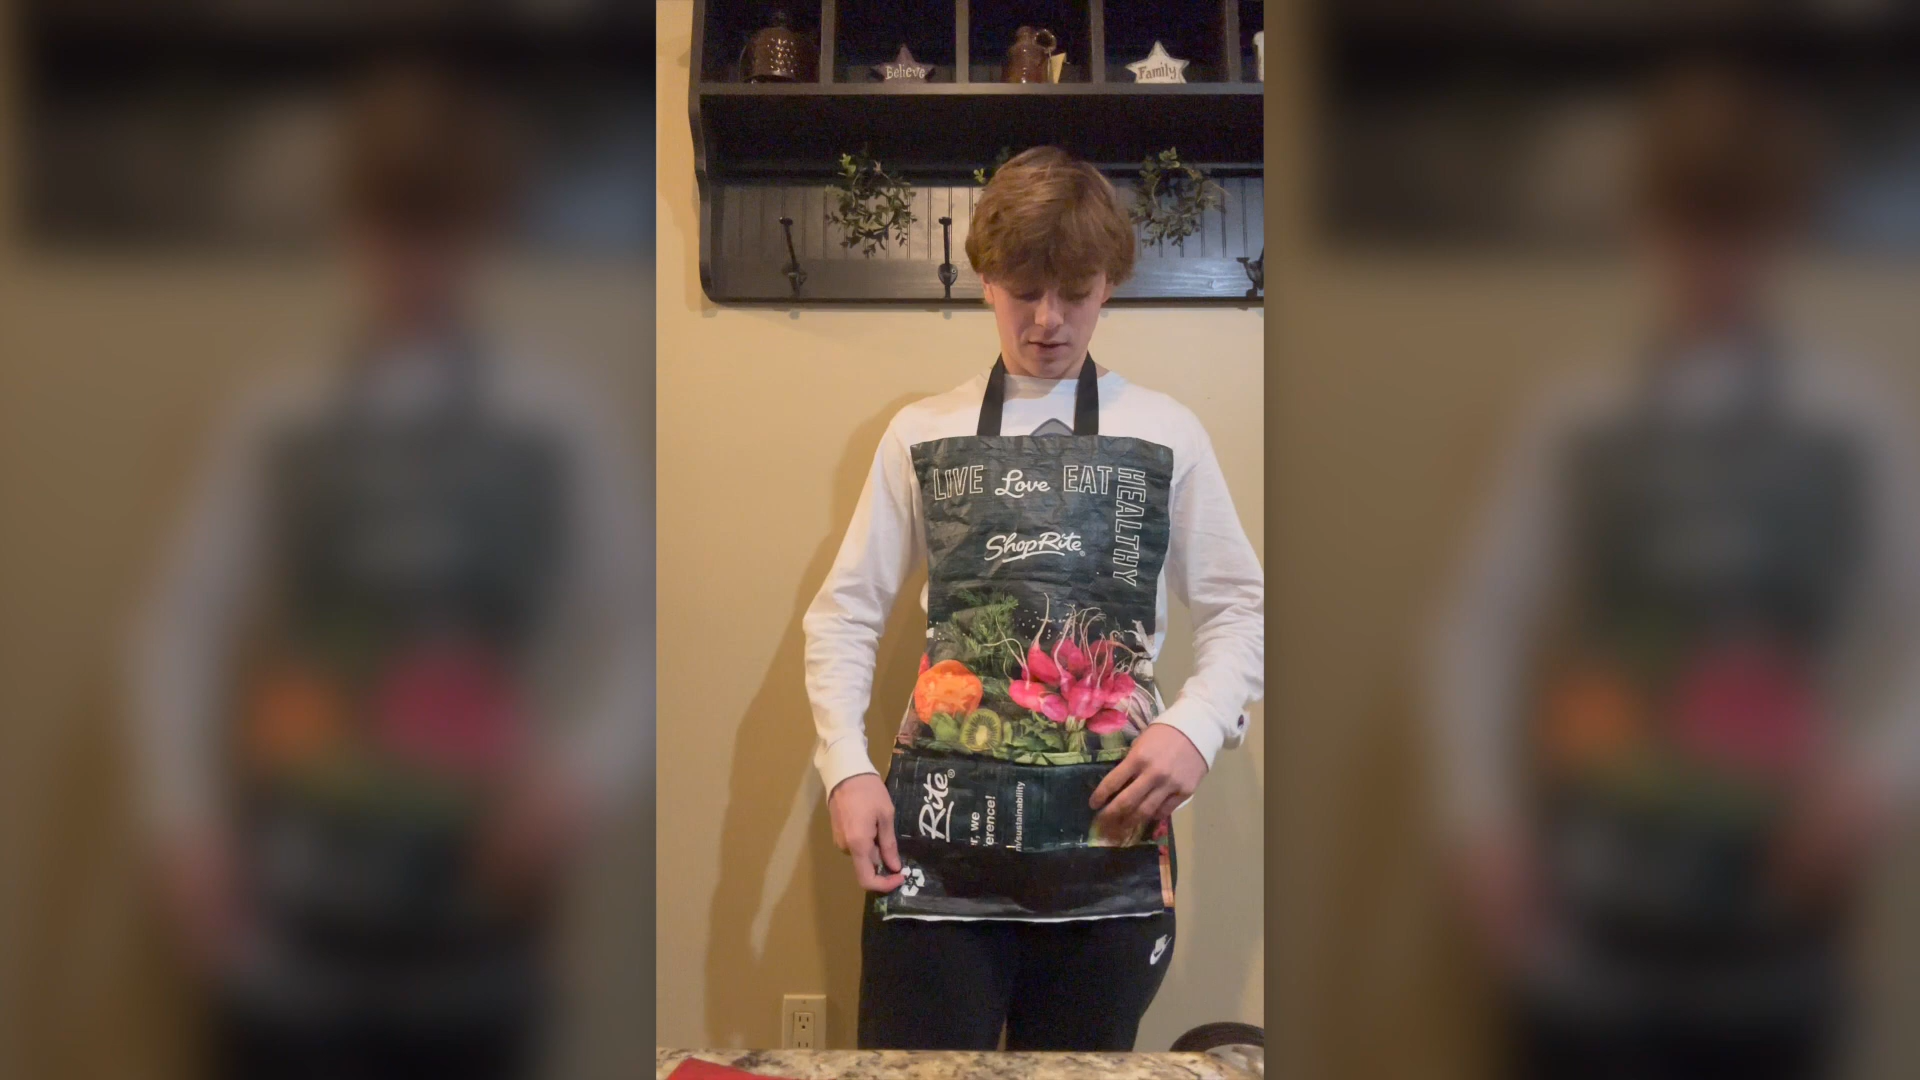 Believe
Family
LIVE Love EAT HEALTHY
ShopRite®
Rite®
r, we
erence!
m/sustainability